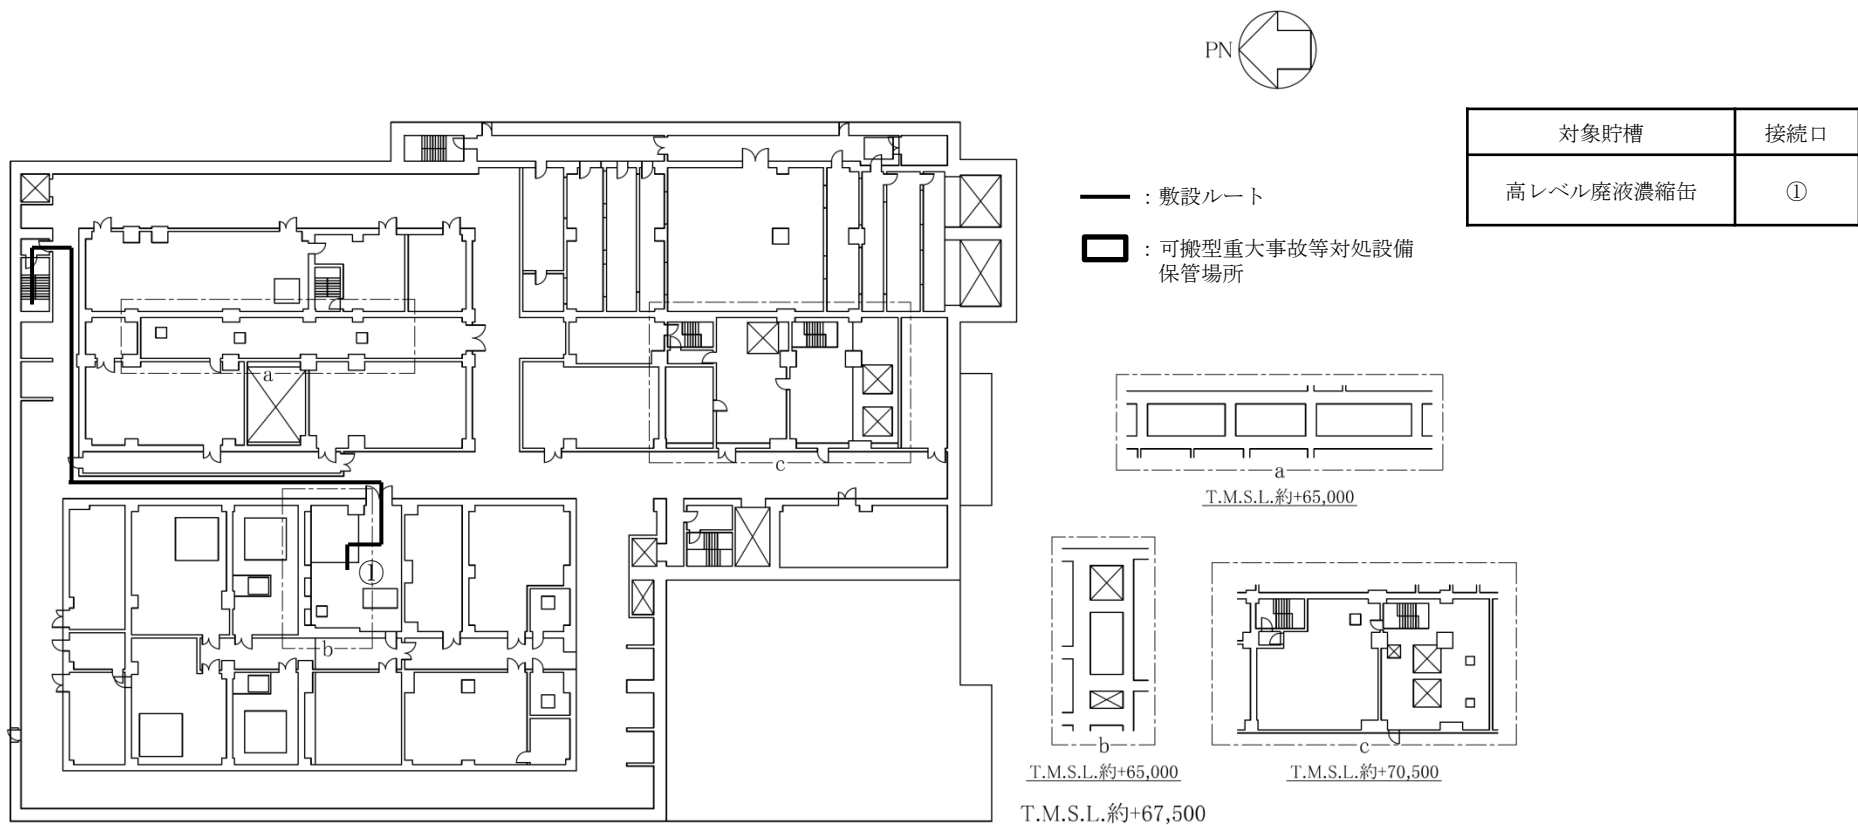 PN
対象貯槽 接続口
高レベル廃液濃縮缶 ①
：敷設ルート
：可搬型重大事故等対処設備
保管場所
a
c
①
b
a
T.M.S.L.約+65,000
b
T.M.S.L.約+65,000
c
T.M.S.L.約+70,500
T.M.S.L.約+67,500